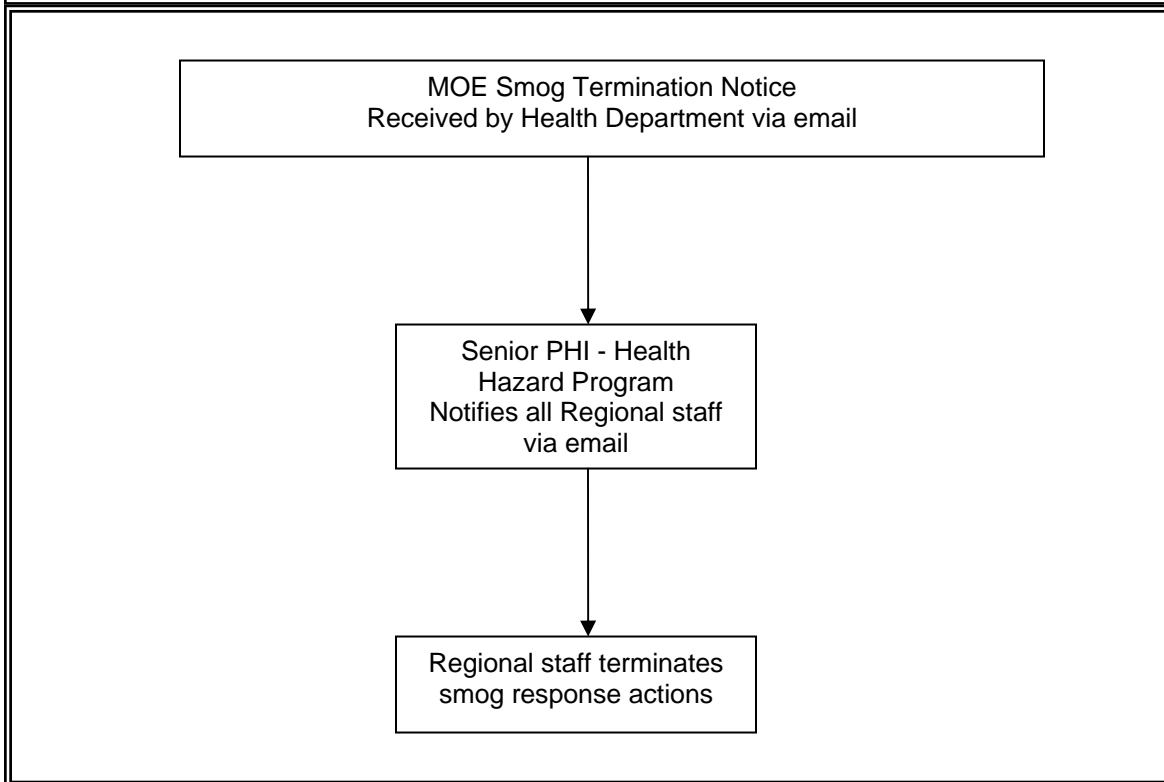 MOE Smog Termination Notice
Received by Health Department via email
Senior PHI - Health
Hazard Program
Notifies all Regional staff
via email
Regional staff terminates
smog response actions